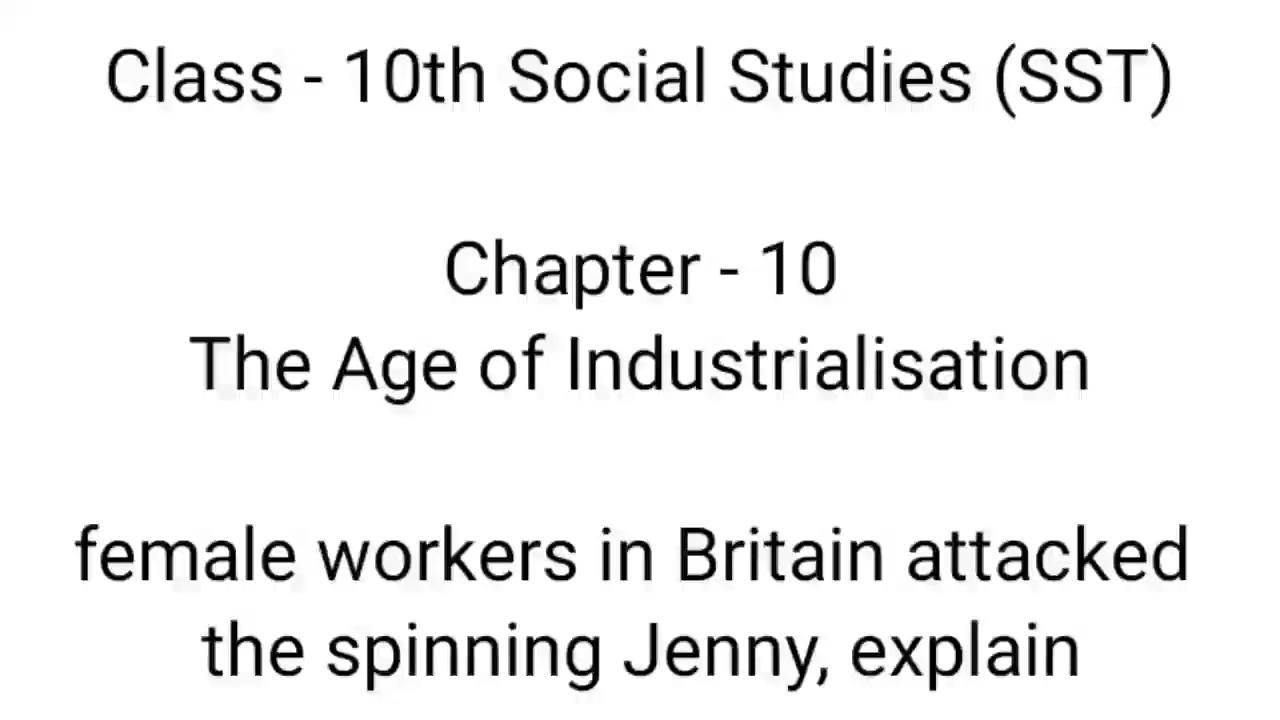 Class - 10th Social Studies (SST)
Chapter - 10
The Age of Industrialisation
female workers in Britain attacked
the spinning Jenny, explain